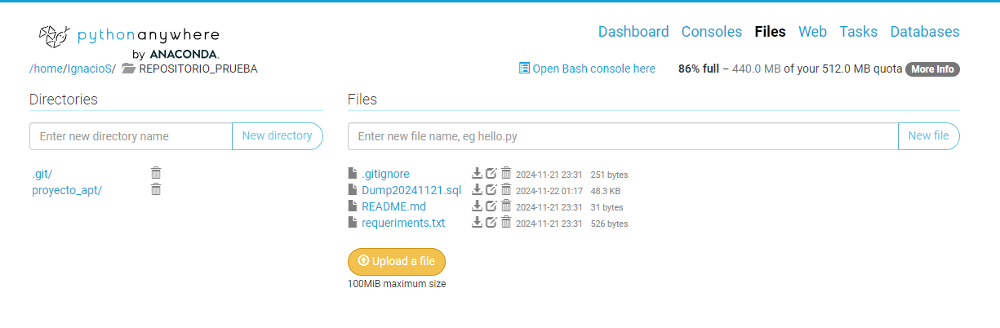 pythonanywhere
by ANACONDA.
Dashboard Consoles Files Web Tasks Databases
/home/IgnacioS/ REPOSITORIO_PRUEBA
Open Bash console here
86% full – 440.0 MB of your 512.0 MB quota More Info
Directories
Enter new directory name New directory
.git/
proyecto_apt/
Files
Enter new file name, eg hello.py New file
.gitignore 2024-11-21 23:31 251 bytes
Dump20241121.sql 2024-11-22 01:17 48.3 KB
README.md 2024-11-21 23:31 31 bytes
requeriments.txt 2024-11-21 23:31 526 bytes
Upload a file
100MiB maximum size